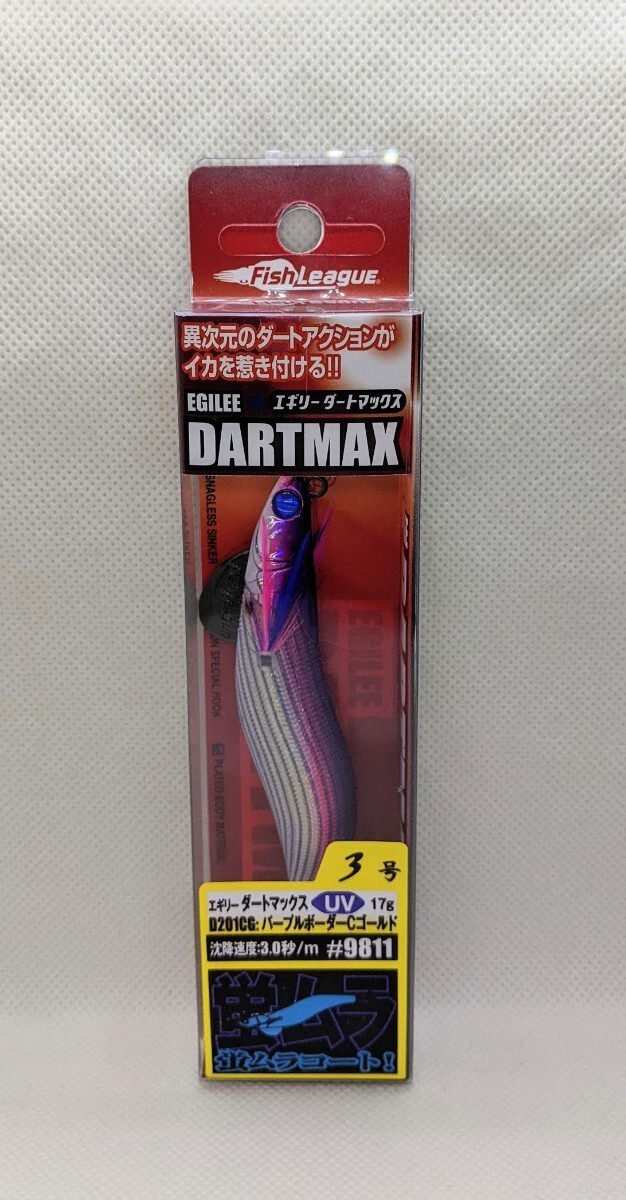 FishLeague
異次元のダートアクションが
イカを惹き付ける!!
EGILEE エギリー ダートマックス
DARTMAX
SNAGLESS SINKER
SPECIAL HOOK
PLATED BODY MATERIAL
EGILEE
3号
エギリー ダートマックス UV 17g
D201CG: パープルボーダーCゴールド
沈降速度:3.0秒/m #9811
蛍ムラ
蛍ムラコート!